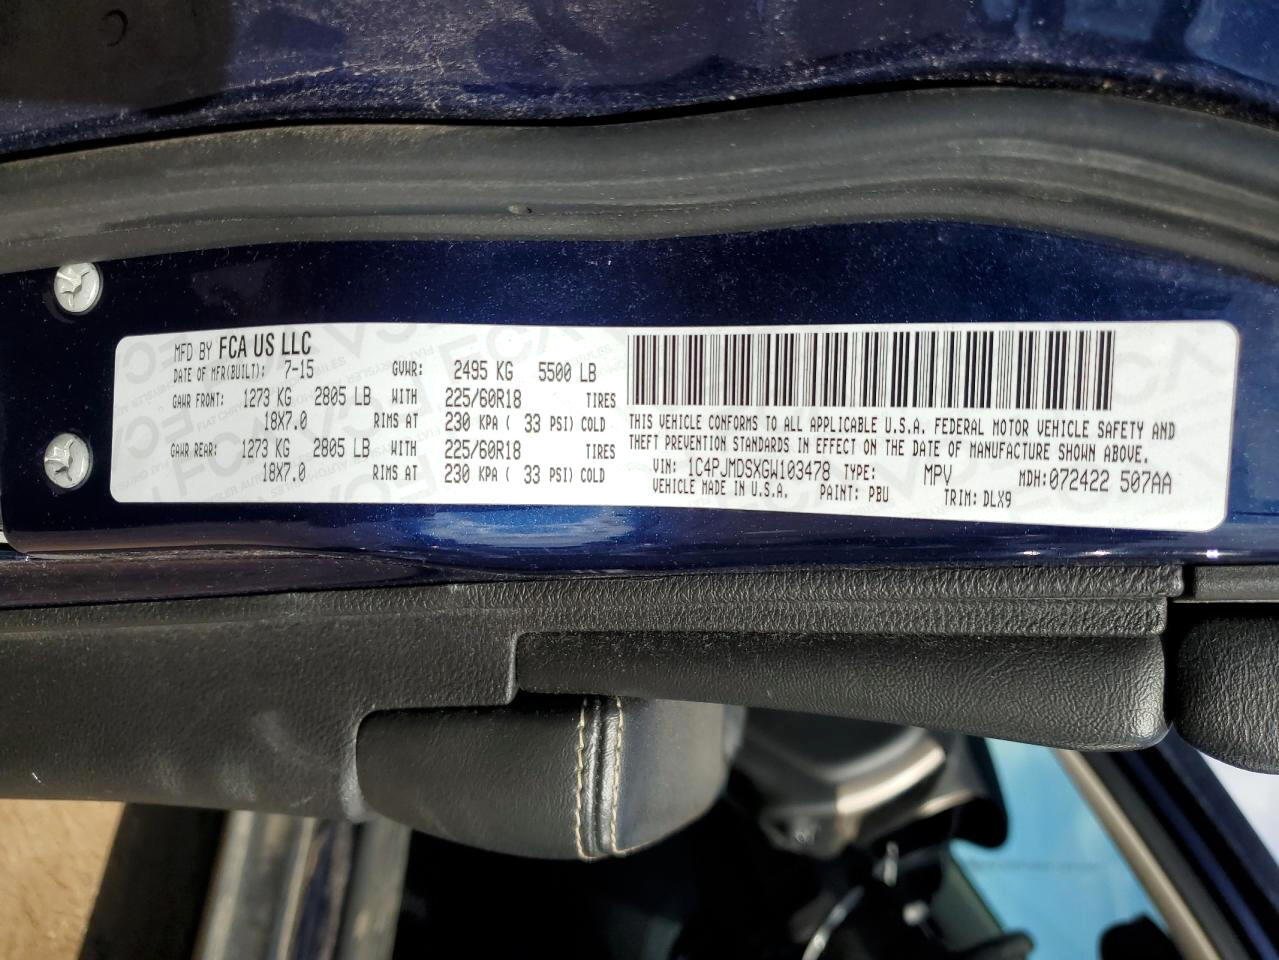 MFD BY FCA US LLC
DATE OF MFR(BUILT): 7-15 GVWR: 2495 KG 5500 LB
GAWR FRONT: 1273 KG 2805 LB WITH 225/60R18 TIRES
18X7.0 RIMS AT 230 KPA ( 33 PSI) COLD
GAWR REAR: 1273 KG 2805 LB WITH 225/60R18 TIRES
18X7.0 RIMS AT 230 KPA ( 33 PSI) COLD
THIS VEHICLE CONFORMS TO ALL APPLICABLE U.S.A. FEDERAL MOTOR VEHICLE SAFETY AND
THEFT PREVENTION STANDARDS IN EFFECT ON THE DATE OF MANUFACTURE SHOWN ABOVE.
VIN: 1C4PJMDSXGW103478 TYPE: MPV MDH:072422 507AA
VEHICLE MADE IN U.S.A. PAINT: PBU TRIM: DLX9